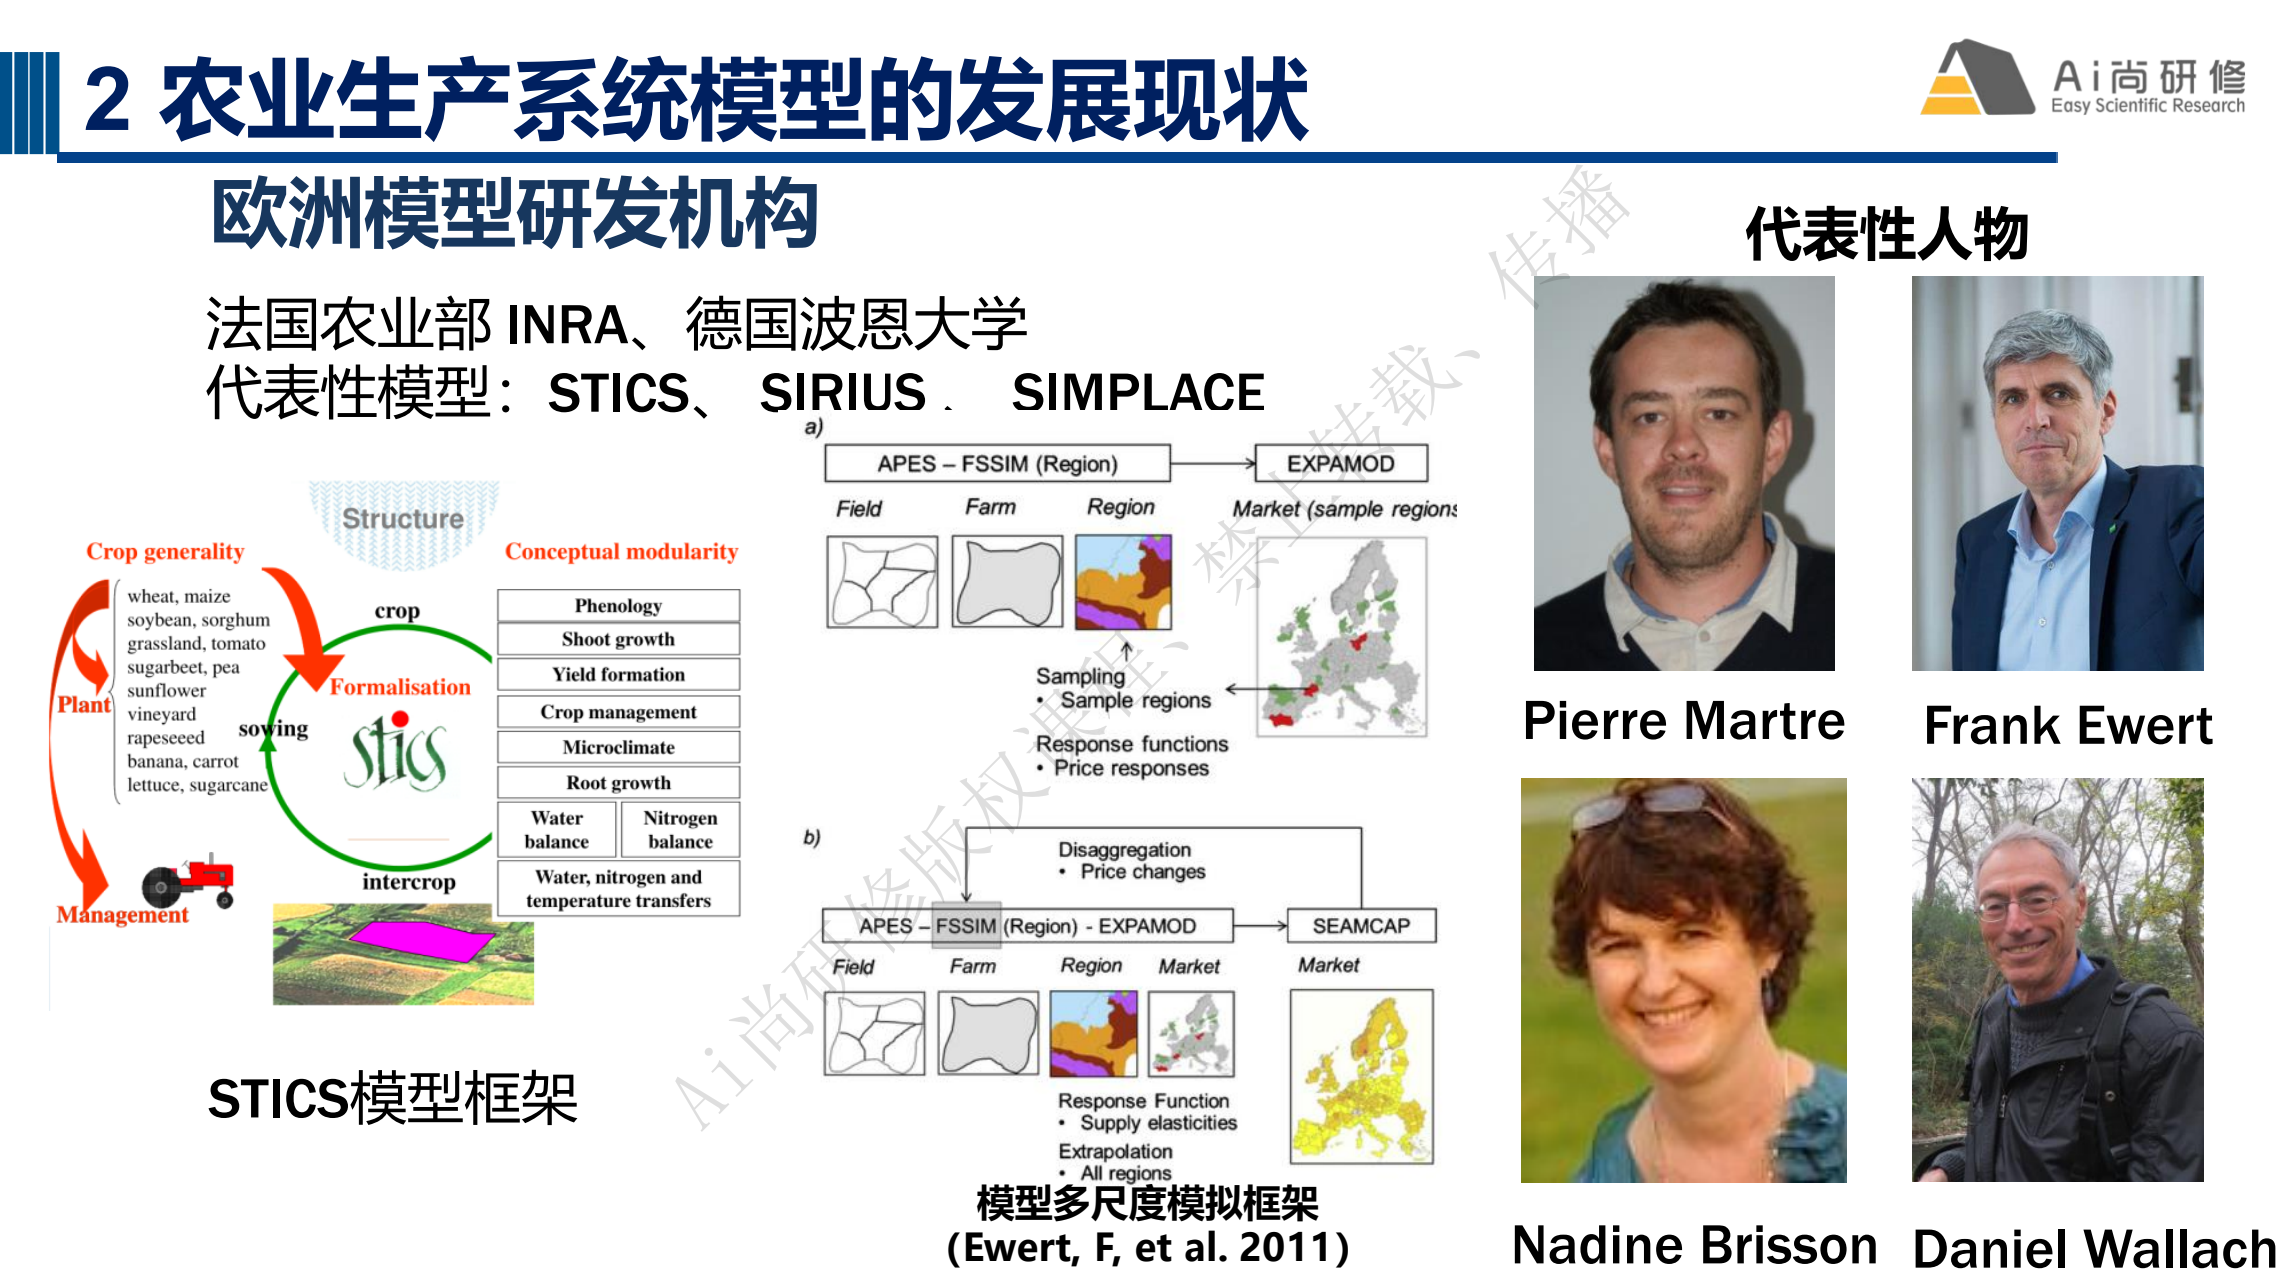 2 农业生产系统模型的发展现状
Ai尚研修
Easy Scientific Research
欧洲模型研发机构
代表性人物
法国农业部 INRA、德国波恩大学
代表性模型：STICS、 SIRIUS 、 SIMPLACE
Structure
Crop generality
Conceptual modularity
wheat, maize
soybean, sorghum
grassland, tomato
sugarbeet, pea
sunflower
vineyard
rapeseeed
banana, carrot
lettuce, sugarcane
Plant
Management
crop
sowing
intercrop
Formalisation
stics
Phenology
Shoot growth
Yield formation
Crop management
Microclimate
Root growth
Water
balance
Nitrogen
balance
Water, nitrogen and
temperature transfers
STICS模型框架
a)
APES – FSSIM (Region)
EXPAMOD
Field
Farm
Region
Market (sample regions
Sampling
• Sample regions
Response functions
• Price responses
b)
Disaggregation
• Price changes
APES – FSSIM (Region) - EXPAMOD
SEAMCAP
Field
Farm
Region
Market
Market
Response Function
• Supply elasticities
Extrapolation
• All regions
模型多尺度模拟框架
(Ewert, F, et al. 2011)
Pierre Martre
Frank Ewert
Nadine Brisson
Daniel Wallach
Ai尚研修版权课程、禁止转载、传播